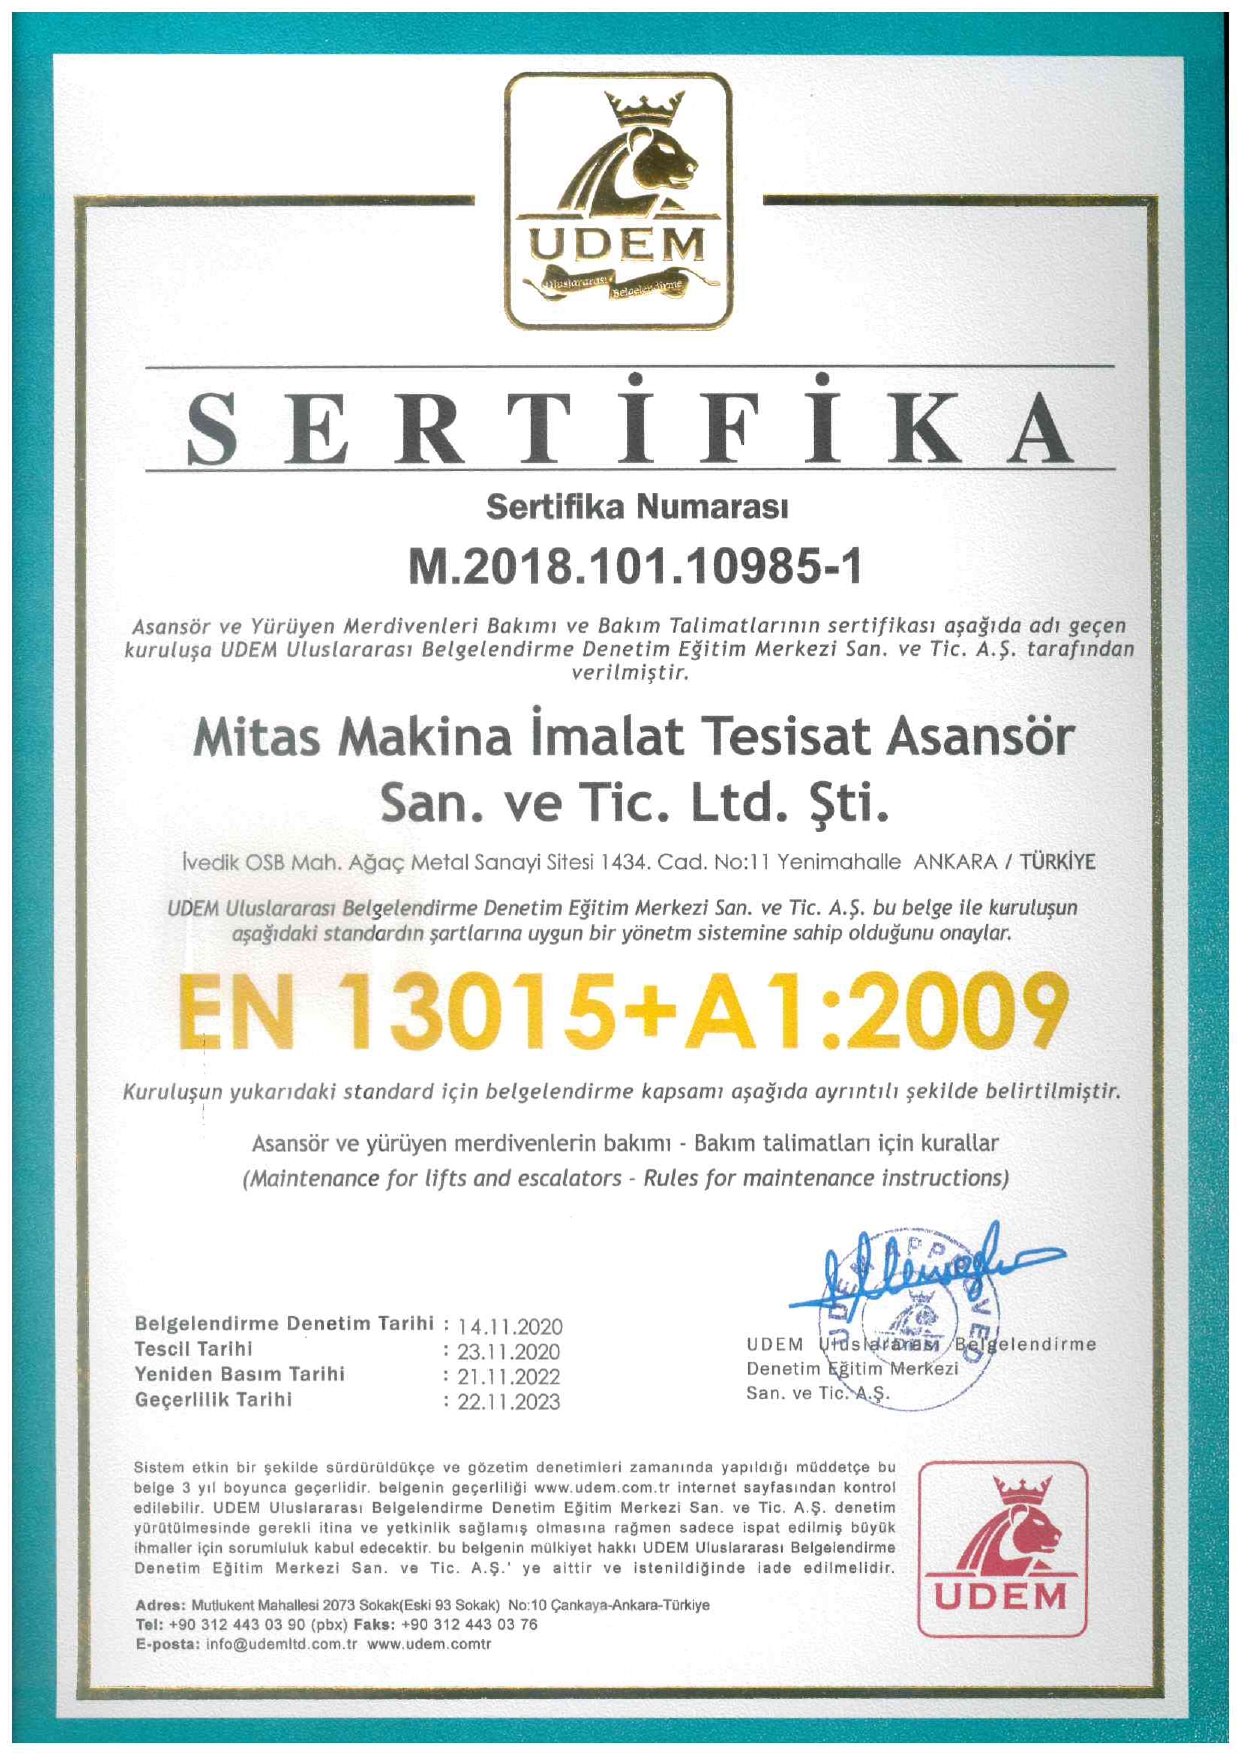 UDEM
Uluslararası
Belgelendirme
SERTİFİKA
Sertifika Numarası
M.2018.101.10985-1
Asansör ve Yürüyen Merdivenleri Bakımı ve Bakım Talimatlarının sertifikası aşağıda adı geçen
kuruluşa UDEM Uluslararası Belgelendirme Denetim Eğitim Merkezi San. ve Tic. A.Ş. tarafından
verilmiştir.
Mitas Makina İmalat Tesisat Asansör
San. ve Tic. Ltd. Şti.
İvedik OSB Mah. Ağaç Metal Sanayi Sitesi 1434. Cad. No:11 Yenimahalle ANKARA / TÜRKİYE
UDEM Uluslararası Belgelendirme Denetim Eğitim Merkezi San. ve Tic. A.Ş. bu belge ile kuruluşun
aşağıdaki standardın şartlarına uygun bir yönetm sistemine sahip olduğunu onaylar.
EN 13015+A1:2009
Kuruluşun yukarıdaki standard için belgelendirme kapsamı aşağıda ayrıntılı şekilde belirtilmiştir.
Asansör ve yürüyen merdivenlerin bakımı - Bakım talimatları için kurallar
(Maintenance for lifts and escalators - Rules for maintenance instructions)
Belgelendirme Denetim Tarihi : 14.11.2020
Tescil Tarihi : 23.11.2020
Yeniden Basım Tarihi : 21.11.2022
Geçerlilik Tarihi : 22.11.2023
UDEM APPROVED
UDEM
UDEM Uluslararası Belgelendirme
Denetim Eğitim Merkezi
San. ve Tic. A.Ş.
Sistem etkin bir şekilde sürdürüldükçe ve gözetim denetimleri zamanında yapıldığı müddetçe bu
belge 3 yıl boyunca geçerlidir. belgenin geçerliliği www.udem.com.tr internet sayfasından kontrol
edilebilir. UDEM Uluslararası Belgelendirme Denetim Eğitim Merkezi San. ve Tic. A.Ş. denetim
yürütülmesinde gerekli itina ve yetkinlik sağlamış olmasına rağmen sadece ispat edilmiş büyük
ihmaller için sorumluluk kabul edecektir. bu belgenin mülkiyet hakkı UDEM Uluslararası Belgelendirme
Denetim Eğitim Merkezi San. ve Tic. A.Ş.' ye aittir ve istenildiğinde iade edilmelidir.
Adres: Mutlukent Mahallesi 2073 Sokak(Eski 93 Sokak) No:10 Çankaya-Ankara-Türkiye
Tel: +90 312 443 03 90 (pbx) Faks: +90 312 443 03 76
E-posta: info@udemltd.com.tr www.udem.comtr
UDEM